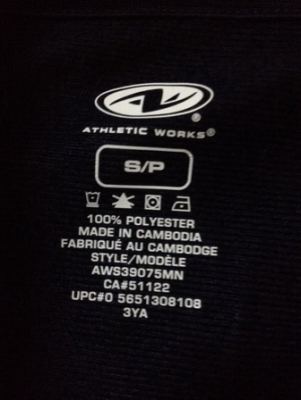 ATHLETIC WORKS®
S/P
100% POLYESTER
MADE IN CAMBODIA
FABRIQUÉ AU CAMBODGE
STYLE/MODÈLE
AWS39075MN
CA#51122
UPC#0 5651308108
3YA